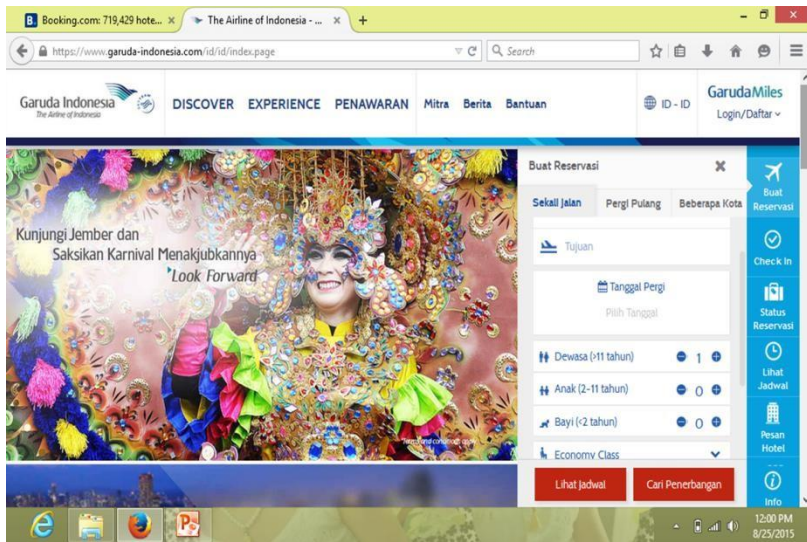 Booking.com: 719,429 hote...
The Airline of Indonesia - ...
https://www.garuda-indonesia.com/id/id/index.page
Search
Garuda Indonesia
The Airline of Indonesia
DISCOVER EXPERIENCE PENAWARAN Mitra Berita Bantuan
ID - ID
GarudaMiles
Login/Daftar
Kunjungi Jember dan
Saksikan Karnival Menakjubkannya
Look Forward
Terms and conditions apply
Buat Reservasi
Sekali Jalan Pergi Pulang Beberapa Kota
Tujuan
Tanggal Pergi
Pilih Tanggal
Dewasa (>11 tahun) 1
Anak (2-11 tahun) 0
Bayi (<2 tahun) 0
Economy Class
Lihat Jadwal Cari Penerbangan
Buat
Reservasi
Check In
Status
Reservasi
Lihat
Jadwal
Pesan
Hotel
Info
12:00 PM
8/25/2015